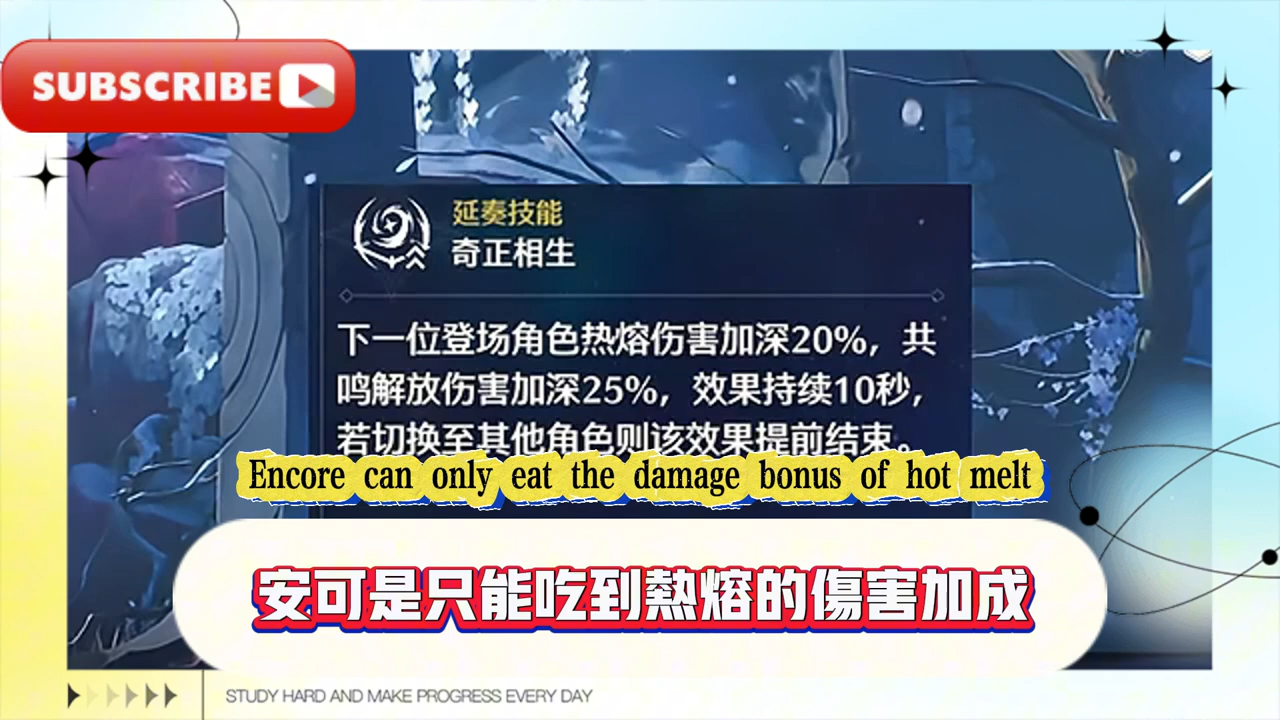 SUBSCRIBE
延奏技能
奇正相生
下一位登场角色热熔伤害加深20%，共
鸣解放伤害加深25%，效果持续10秒，
若切换至其他角色则该效果提前结束。
Encore can only eat the damage bonus of hot melt
安可是只能吃到熱熔的傷害加成
STUDY HARD AND MAKE PROGRESS EVERY DAY